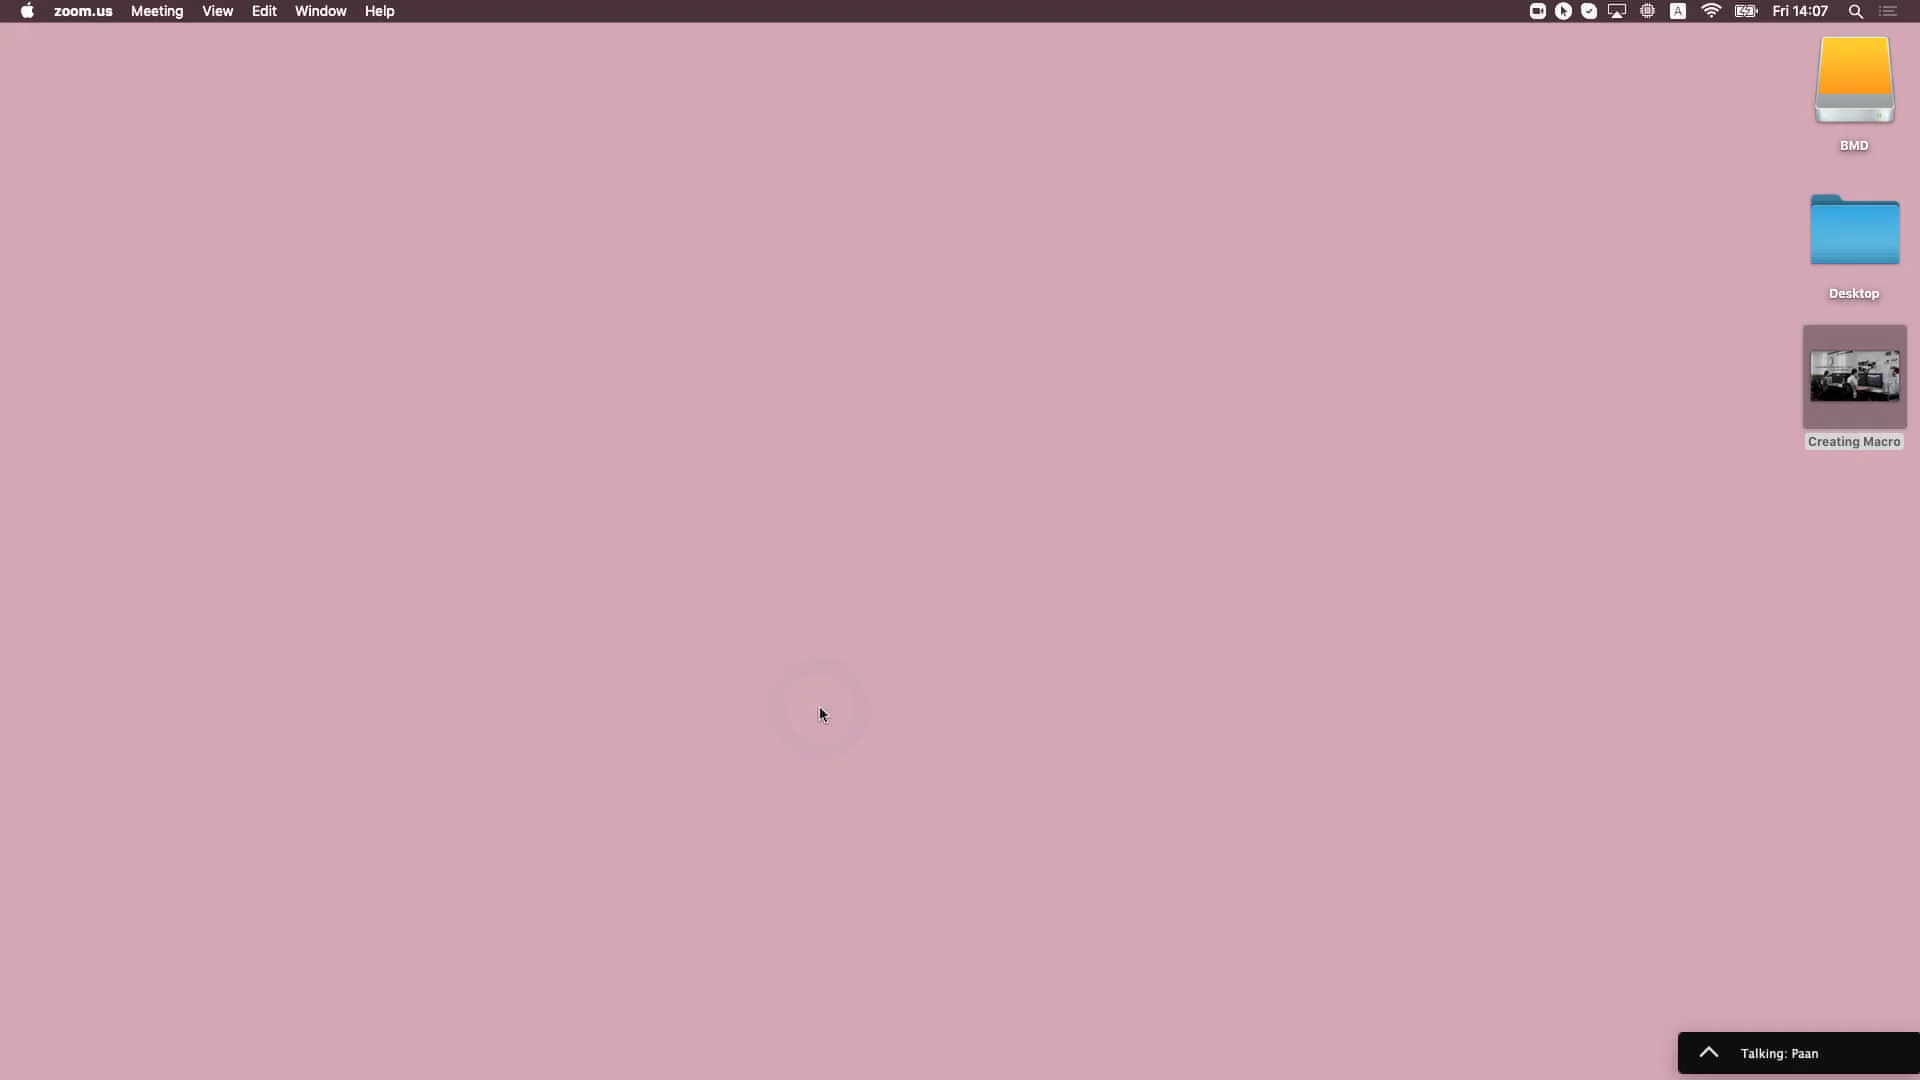 zoom.us Meeting View Edit Window Help
A Fri 14:07
BMD
Desktop
Creating Macro
Talking: Paan